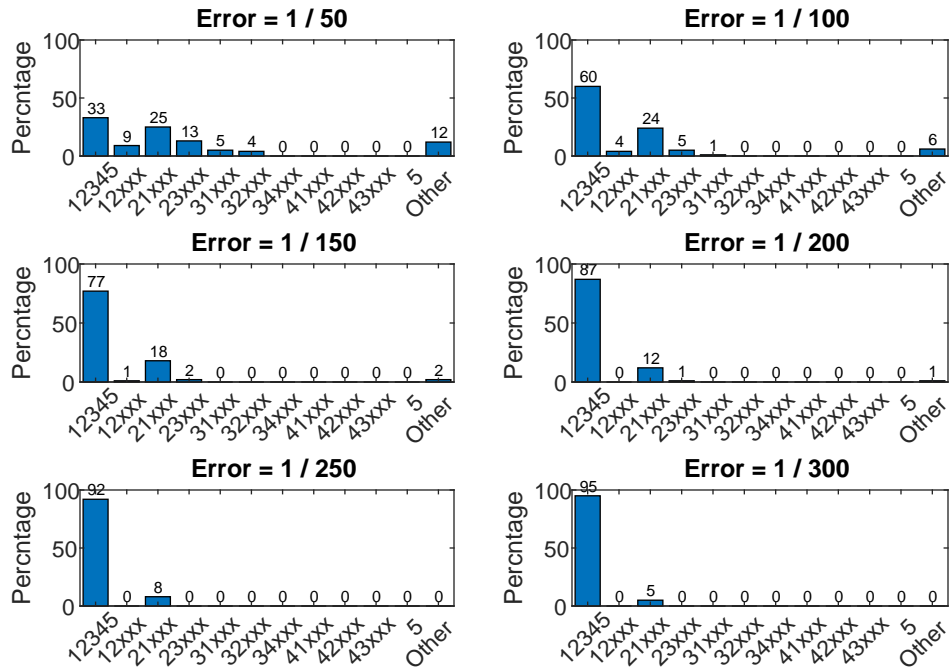 Error = 1 / 50
Percntage
100
50
0
33 9 25 13 5 4 0 0 0 0 0 12
12345 12xxx 21xxx 23xxx 31xxx 32xxx 34xxx 41xxx 42xxx 43xxx 5 Other
Error = 1 / 100
Percntage
100
50
0
60 4 24 5 1 0 0 0 0 0 0 6
12345 12xxx 21xxx 23xxx 31xxx 32xxx 34xxx 41xxx 42xxx 43xxx 5 Other
Error = 1 / 150
Percntage
100
50
0
77 1 18 2 0 0 0 0 0 0 0 2
12345 12xxx 21xxx 23xxx 31xxx 32xxx 34xxx 41xxx 42xxx 43xxx 5 Other
Error = 1 / 200
Percntage
100
50
0
87 0 12 1 0 0 0 0 0 0 0 1
12345 12xxx 21xxx 23xxx 31xxx 32xxx 34xxx 41xxx 42xxx 43xxx 5 Other
Error = 1 / 250
Percntage
100
50
0
92 0 8 0 0 0 0 0 0 0 0 0
12345 12xxx 21xxx 23xxx 31xxx 32xxx 34xxx 41xxx 42xxx 43xxx 5 Other
Error = 1 / 300
Percntage
100
50
0
95 0 5 0 0 0 0 0 0 0 0 0
12345 12xxx 21xxx 23xxx 31xxx 32xxx 34xxx 41xxx 42xxx 43xxx 5 Other